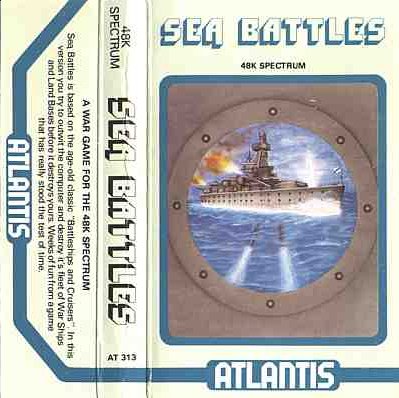 Sea Battles is based on the age-old classic "Battleships and Cruisers". In this
version you try to outwit the computer and destroy it's fleet of War Ships
and Land Bases before it destroys yours. Weeks of fun from a game
that has really stood the test of time.
ATLANTIS
48K
SPECTRUM
SEA BATTLES
A WAR GAME FOR THE 48K SPECTRUM
AT 313
SEA BATTLES
48K SPECTRUM
ATLANTIS